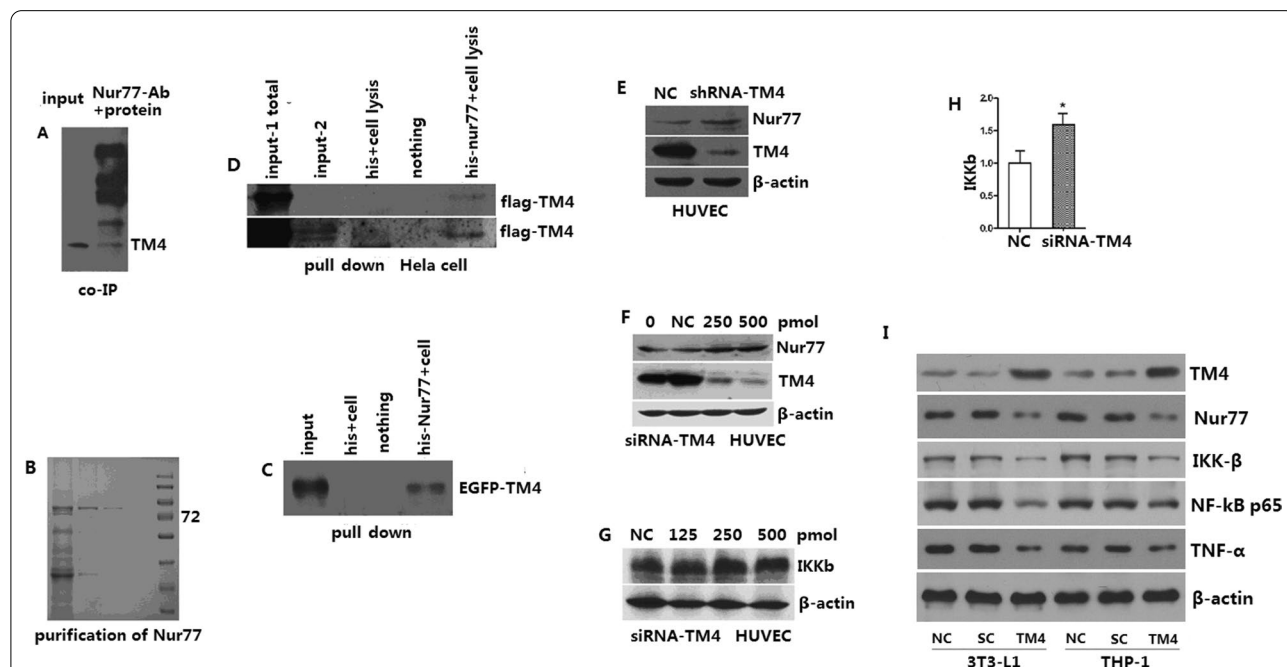 A
input
Nur77-Ab
+protein
TM4
co-IP
B
72
purification of Nur77
D
input-1 total
input-2
his+cell lysis
nothing
his-nur77+cell lysis
flag-TM4
flag-TM4
pull down Hela cell
C
input
his+cell
nothing
his-Nur77+cell
EGFP-TM4
pull down
E
NC shRNA-TM4
Nur77
TM4
β-actin
HUVEC
F
0 NC 250 500 pmol
Nur77
TM4
β-actin
siRNA-TM4 HUVEC
G
NC 125 250 500 pmol
IKKb
β-actin
siRNA-TM4 HUVEC
H
IKKb
2.0
1.5
1.0
0.5
0.0
*
NC siRNA-TM4
I
TM4
Nur77
IKK-β
NF-kB p65
TNF-α
β-actin
NC SC TM4 NC SC TM4
3T3-L1 THP-1